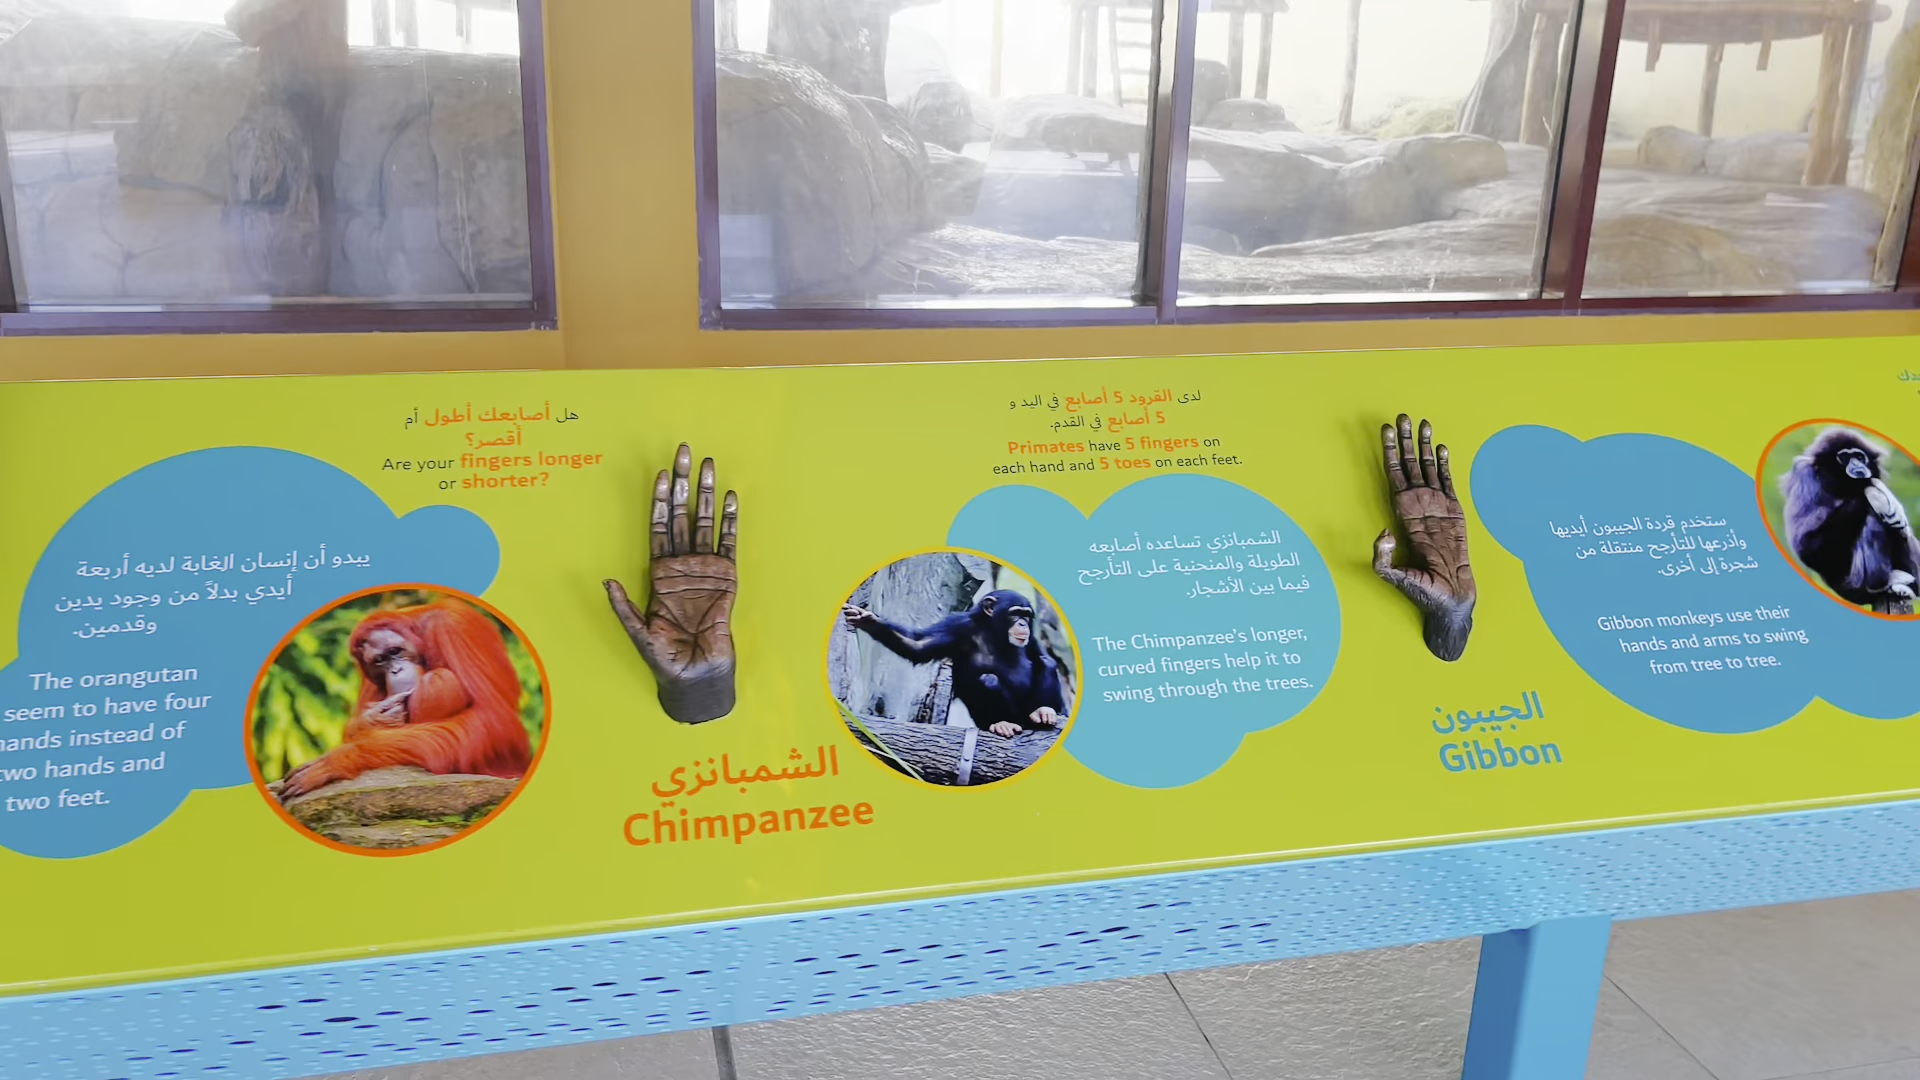 هل أصابعك أطول أم
أقصر؟
Are your fingers longer
or shorter?
يبدو أن إنسان الغابة لديه أربعة
أيدي بدلاً من وجود يدين
وقدمين.
The orangutan
seem to have four
hands instead of
two hands and
two feet.
الشمبانزي
Chimpanzee
لدى القرود 5 أصابع في اليد و
5 أصابع في القدم.
Primates have 5 fingers on
each hand and 5 toes on each feet.
الشمبانزي تساعده أصابعه
الطويلة والمنحنية على التأرجح
فيما بين الأشجار.
The Chimpanzee's longer,
curved fingers help it to
swing through the trees.
الجيبون
Gibbon
ستخدم قردة الجيبون أيديها
وأذرعها للتأرجح منتقلة من
شجرة إلى أخرى.
Gibbon monkeys use their
hands and arms to swing
from tree to tree.